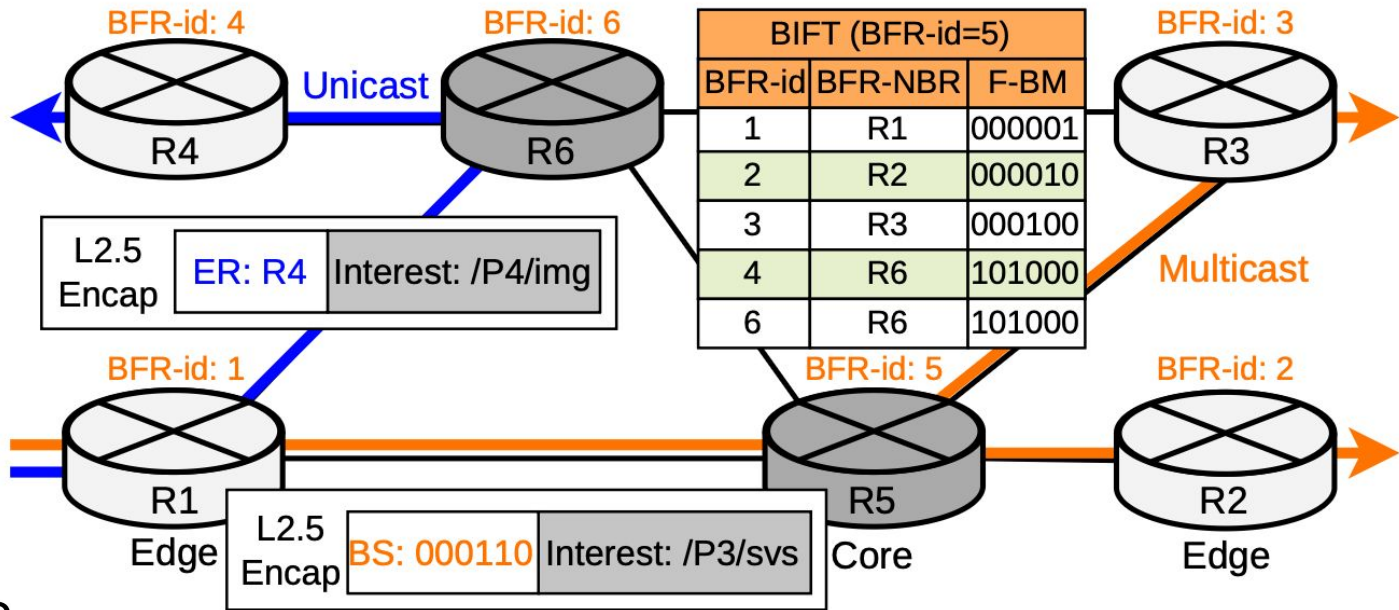 BFR-id: 4
BFR-id: 6
BFR-id: 3
BIFT (BFR-id=5)
BFR-id BFR-NBR F-BM
1 R1 000001
2 R2 000010
3 R3 000100
4 R6 101000
6 R6 101000
Unicast
R4
R6
R3
L2.5
Encap
ER: R4 Interest: /P4/img
Multicast
BFR-id: 1
BFR-id: 5
BFR-id: 2
R1
R5
R2
Edge
Core
Edge
L2.5
Encap
BS: 000110 Interest: /P3/svs